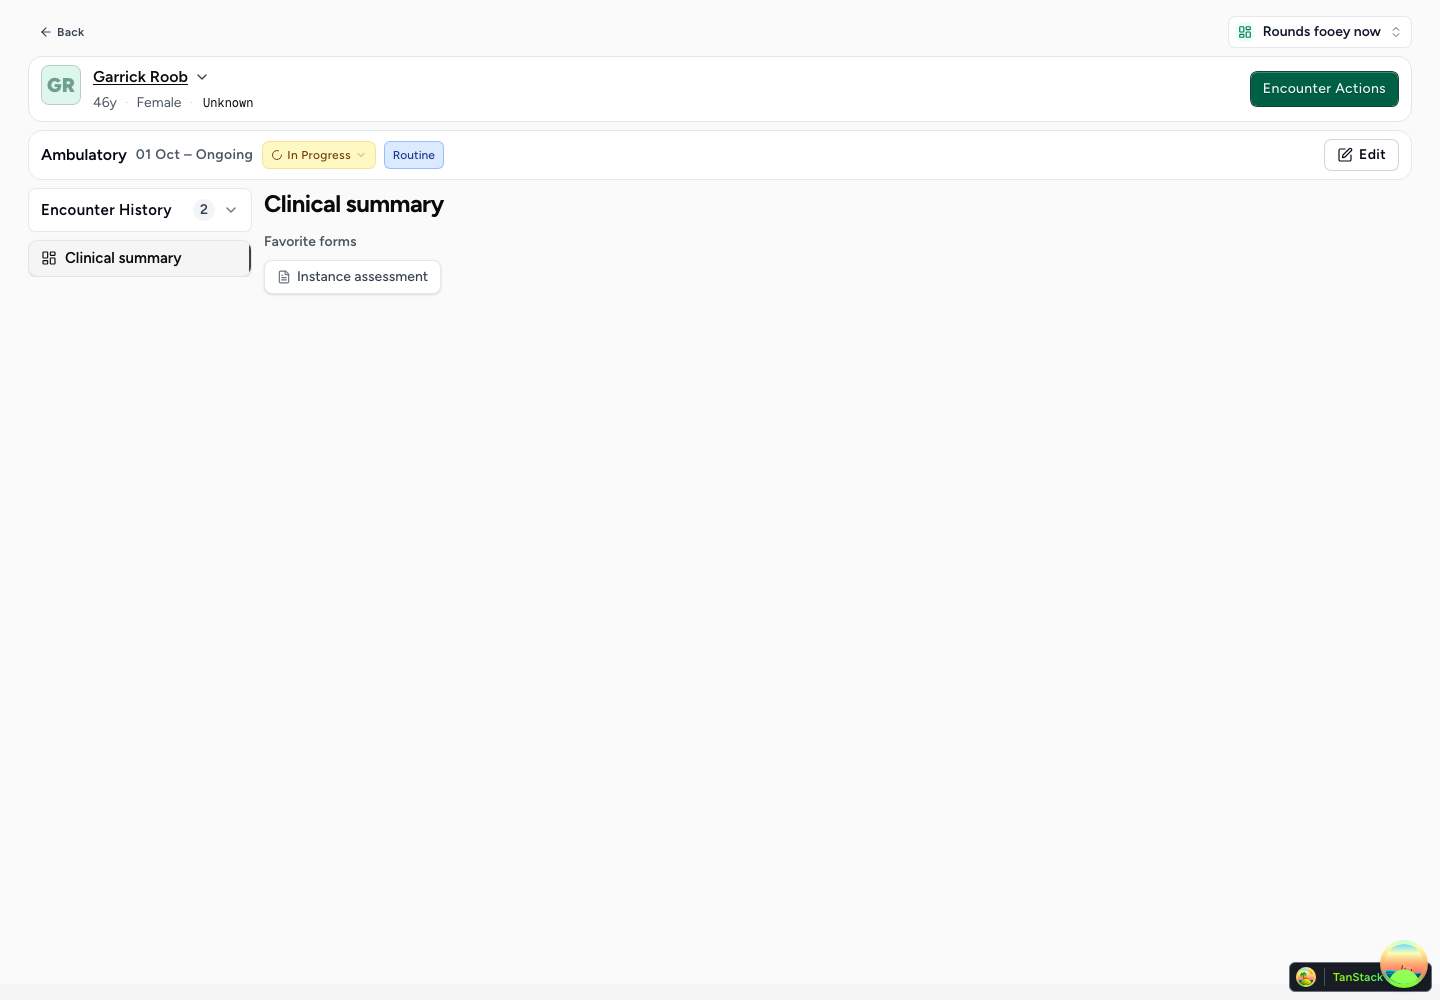 Back
Rounds fooey now
GR
Garrick Roob
46y · Female · Unknown
Encounter Actions
Ambulatory 01 Oct – Ongoing In Progress Routine
Edit
Encounter History 2
Clinical summary
Clinical summary
Favorite forms
Instance assessment
TanStack